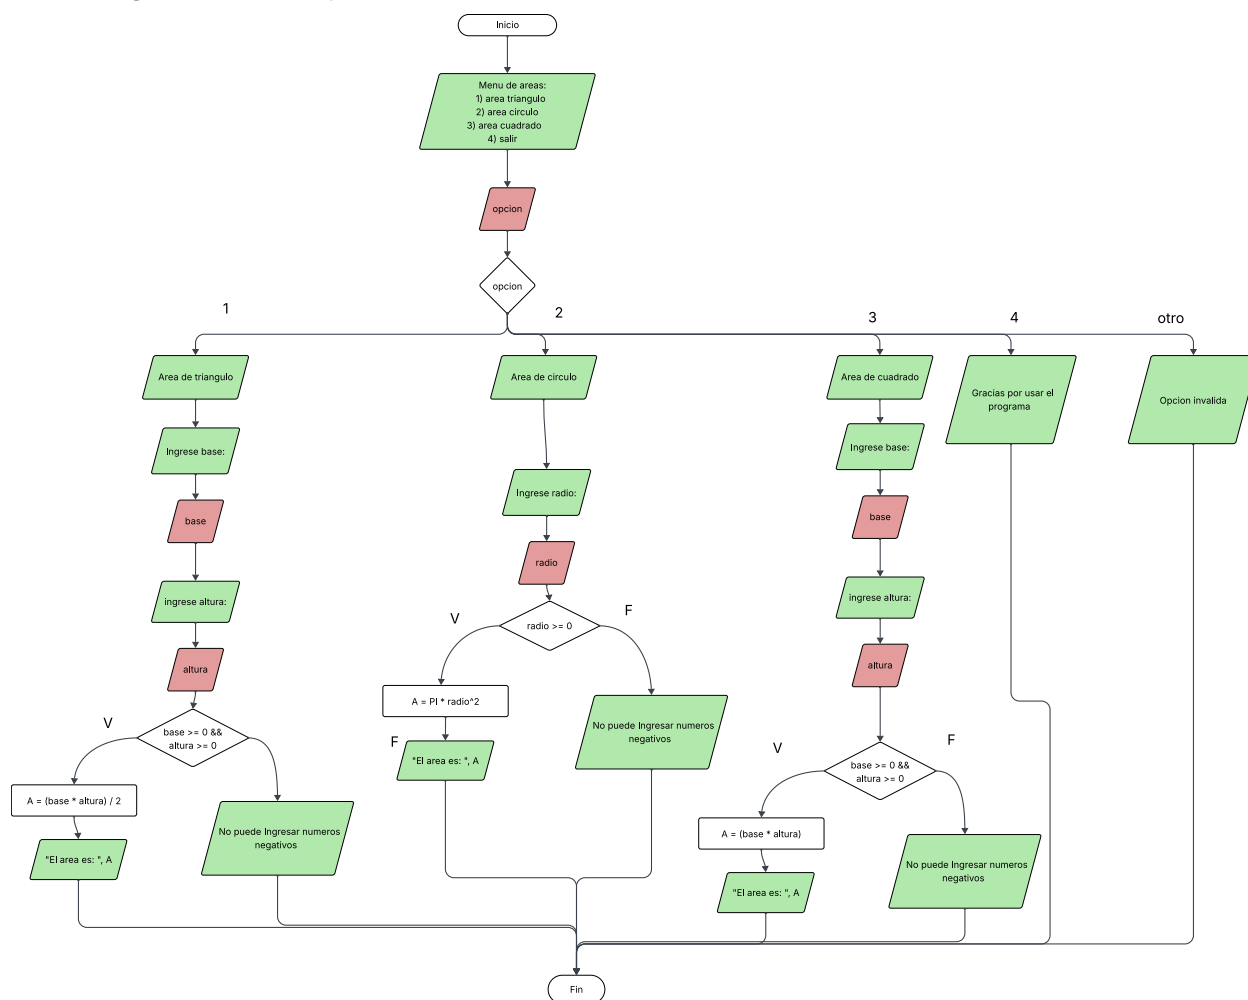 Inicio
Menu de areas:
1) area triangulo
2) area circulo
3) area cuadrado
4) salir
opcion
opcion
1
2
3
4
otro
Area de triangulo
Ingrese base:
base
ingrese altura:
altura
base >= 0 &&
altura >= 0
V
A = (base * altura) / 2
"El area es: ", A
No puede Ingresar numeros
negativos
Area de circulo
Ingrese radio:
radio
radio >= 0
V
F
A = PI * radio^2
F
"El area es: ", A
No puede Ingresar numeros
negativos
Area de cuadrado
Ingrese base:
base
ingrese altura:
altura
base >= 0 &&
altura >= 0
V
F
A = (base * altura)
"El area es: ", A
No puede Ingresar numeros
negativos
Gracias por usar el
programa
Opcion invalida
Fin